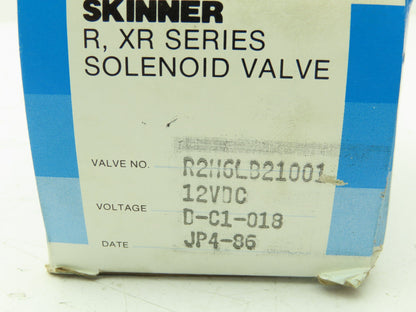 SKINNER
R, XR SERIES
SOLENOID VALVE
VALVE NO. R2HGLB21001
12VDC
VOLTAGE D-C1-018
DATE JP4-86